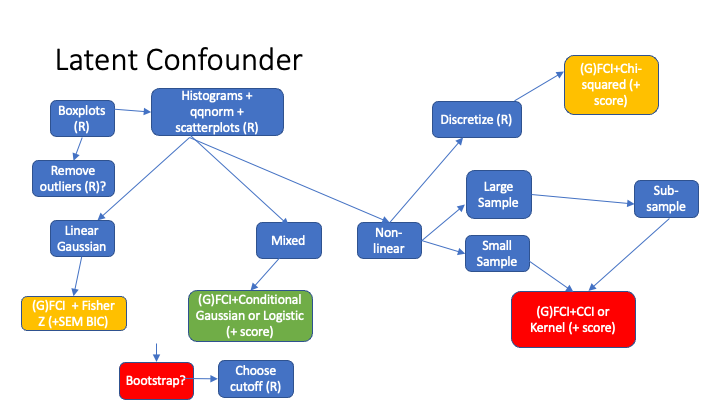 Latent Confounder
Boxplots
(R)
Histograms +
qqnorm +
scatterplots (R)
(G)FCI+Chi-
squared (+
score)
Discretize (R)
Remove
outliers (R)?
Large
Sample
Sub-
sample
Linear
Gaussian
Mixed
Non-
linear
Small
Sample
(G)FCI + Fisher
Z (+SEM BIC)
(G)FCI+Conditional
Gaussian or Logistic
(+ score)
(G)FCI+CCI or
Kernel (+ score)
Bootstrap?
Choose
cutoff (R)